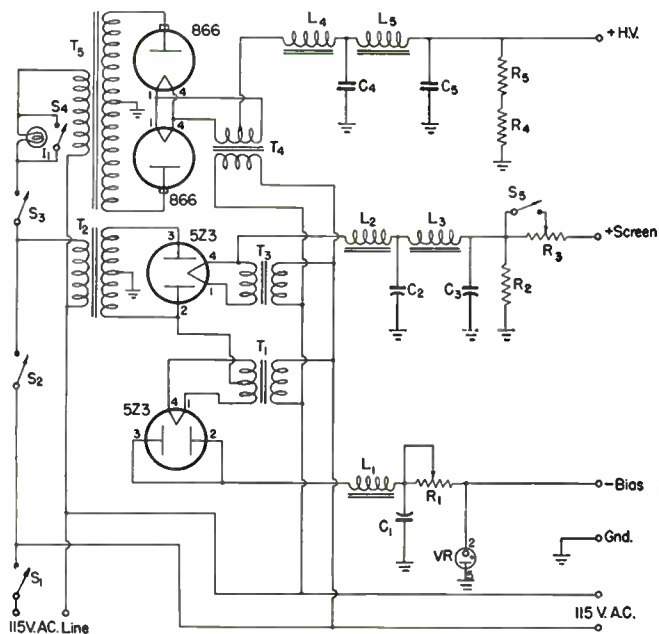 866
T5
L4
L5
+H.V.
1
4
S4
C4
C5
R5
I1
1
4
R4
T4
866
S3
T2
3
5Z3
L2
L3
S5
+Screen
4
T3
R3
1
C2
C3
R2
2
T1
S2
5Z3
4
1
3
2
L1
R1
–Bias
C1
2
Gnd.
VR
5
S1
115V.A.C. Line
115 V.A.C.